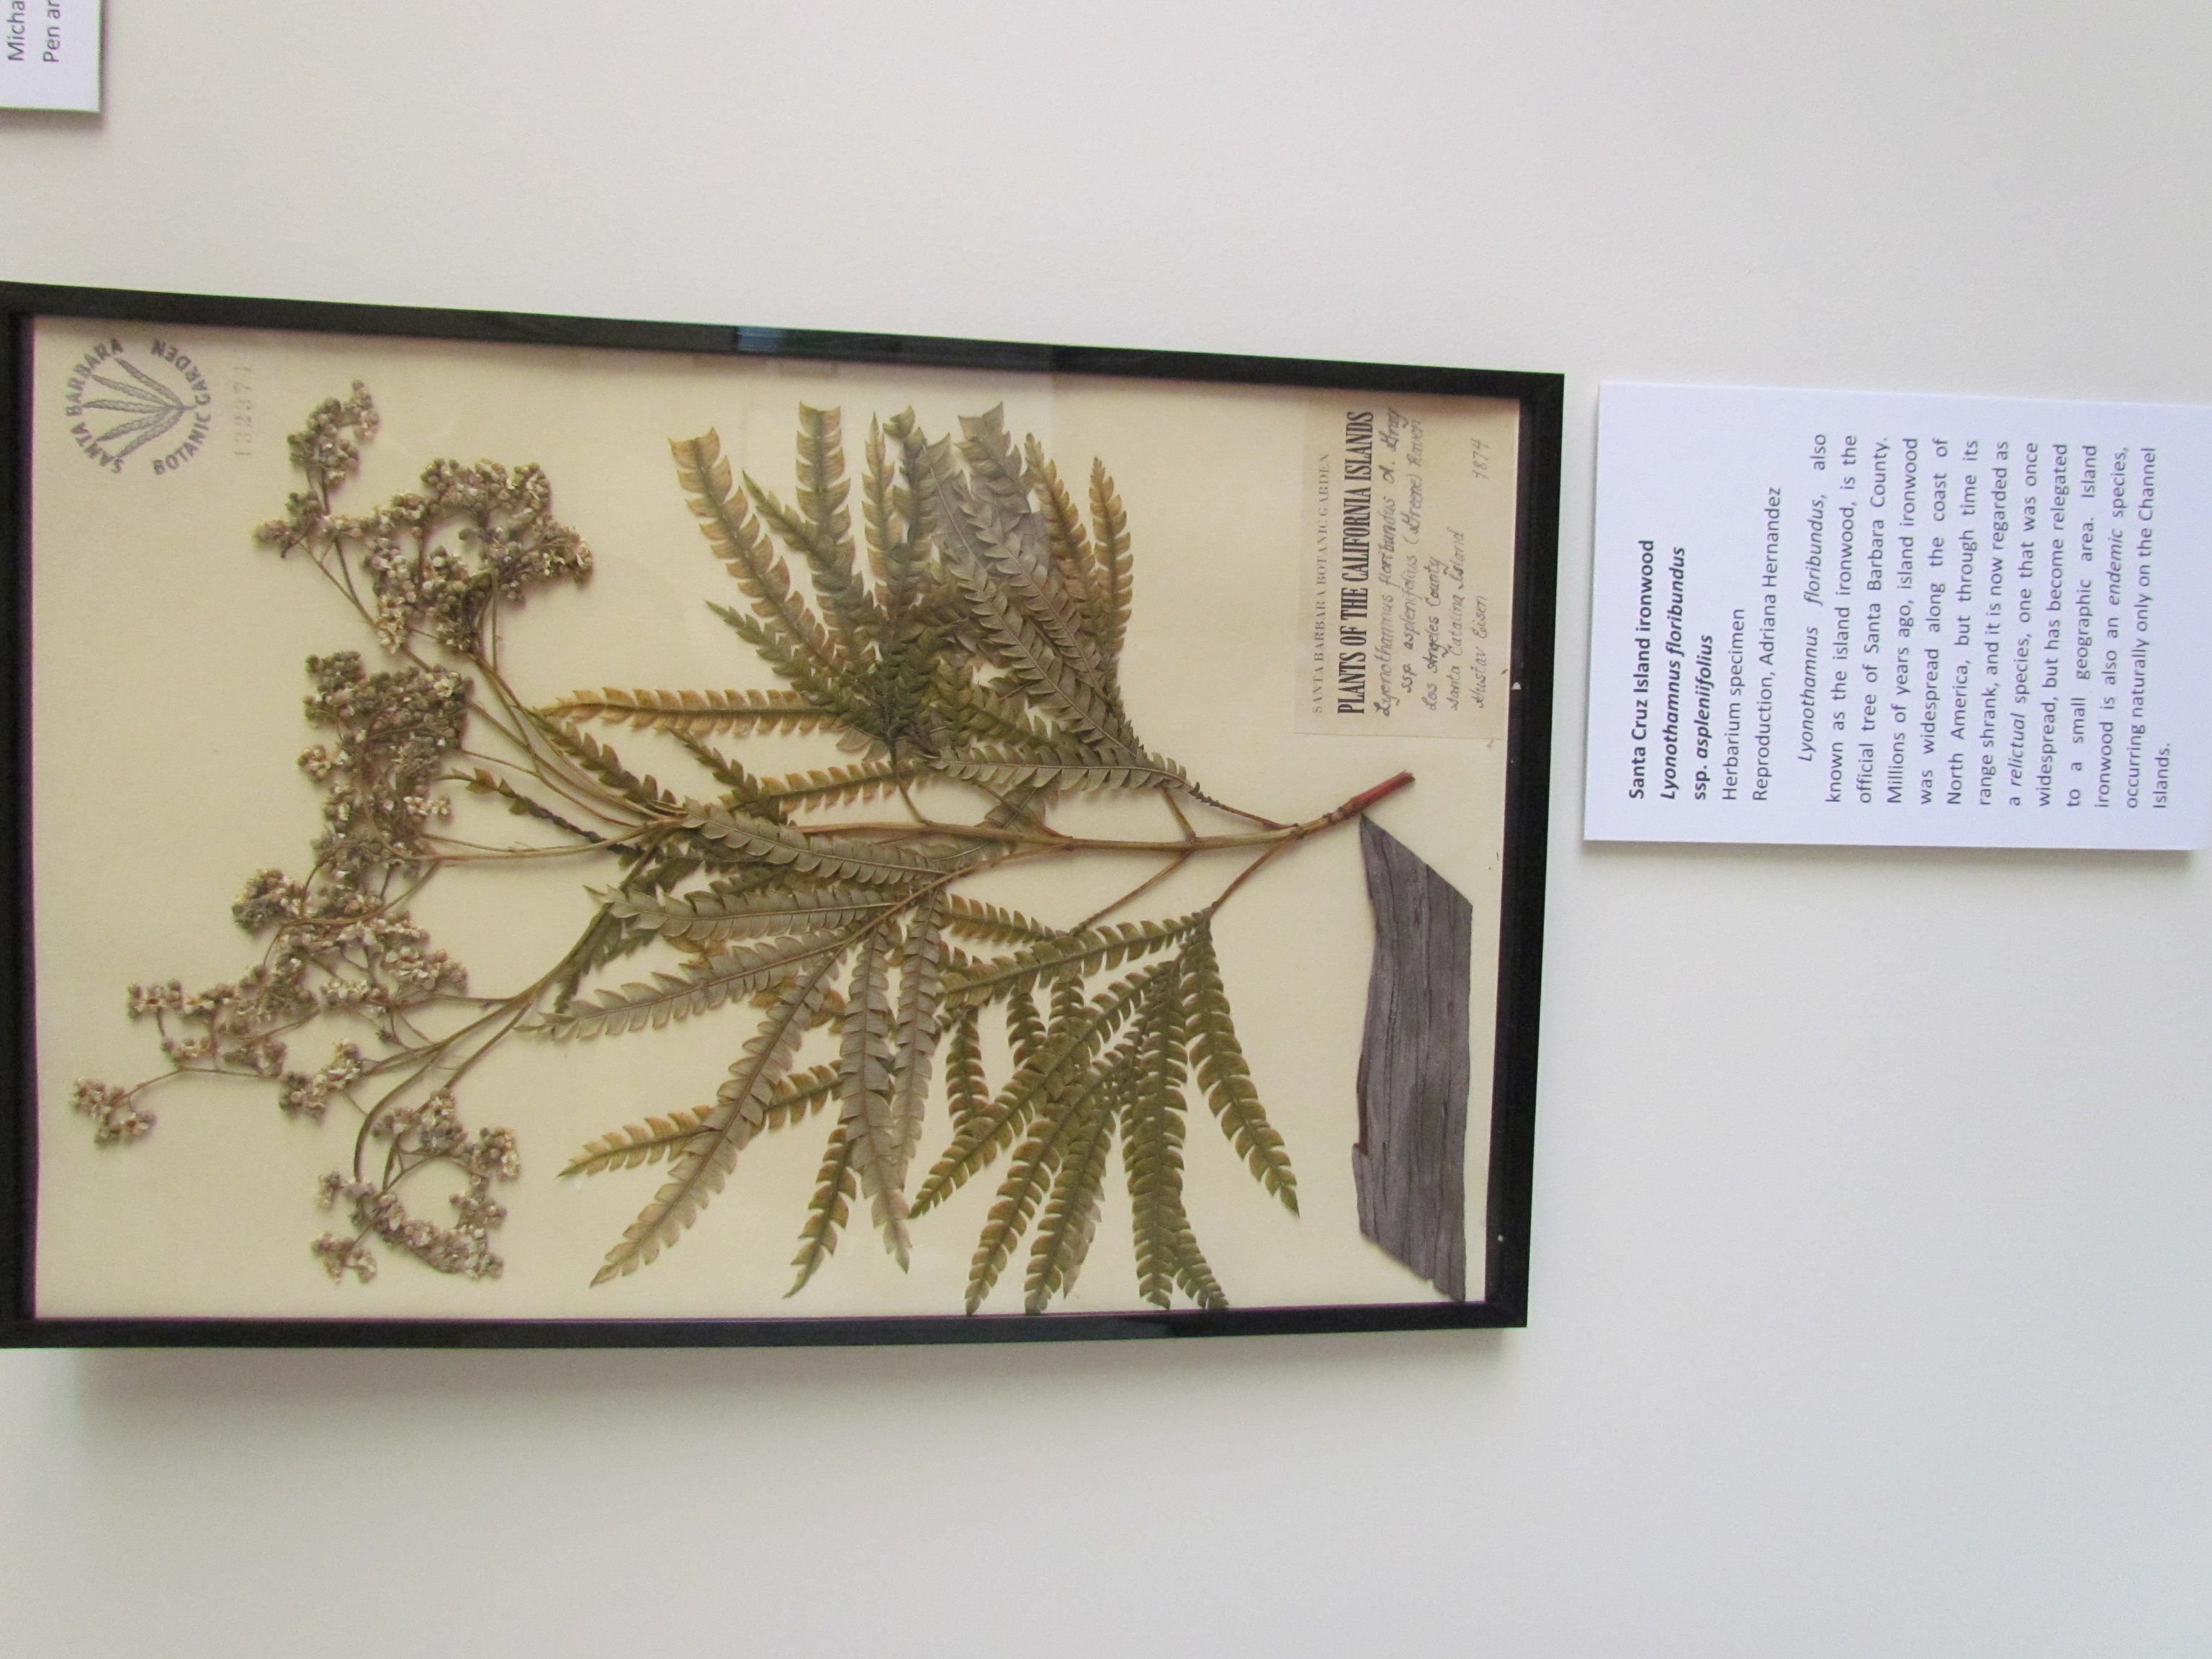 Micha
Pen an
SANTA BARBARA
BOTANIC GARDEN
132374
SANTA BARBARA BOTANIC GARDEN
PLANTS OF THE CALIFORNIA ISLANDS
Lyonothamnus floribundus A. Gray
ssp. asplenifolius (Greene) Raven
Los Angeles County
Santa Catalina Island
Gustav Eisen 1874
Santa Cruz Island ironwood
Lyonothamnus floribundus
ssp. aspleniifolius
Herbarium specimen
Reproduction, Adriana Hernandez
Lyonothamnus floribundus, also
known as the island ironwood, is the
official tree of Santa Barbara County.
Millions of years ago, island ironwood
was widespread along the coast of
North America, but through time its
range shrank, and it is now regarded as
a relictual species, one that was once
widespread, but has become relegated
to a small geographic area. Island
ironwood is also an endemic species,
occurring naturally only on the Channel
Islands.